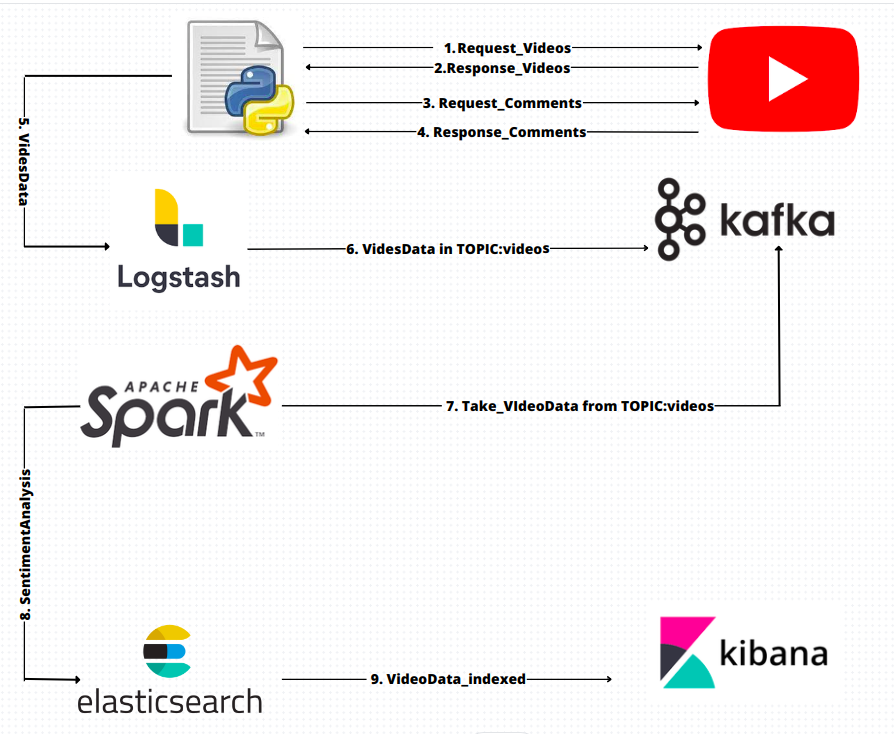 1.Request_Videos
2.Response_Videos
3. Request_Comments
4. Response_Comments
5. VidesData
Logstash
6. VidesData in TOPIC:videos
kafka
APACHE
Spark™
7. Take_VIdeoData from TOPIC:videos
8. SentimentAnalysis
elasticsearch
9. VideoData_indexed
kibana